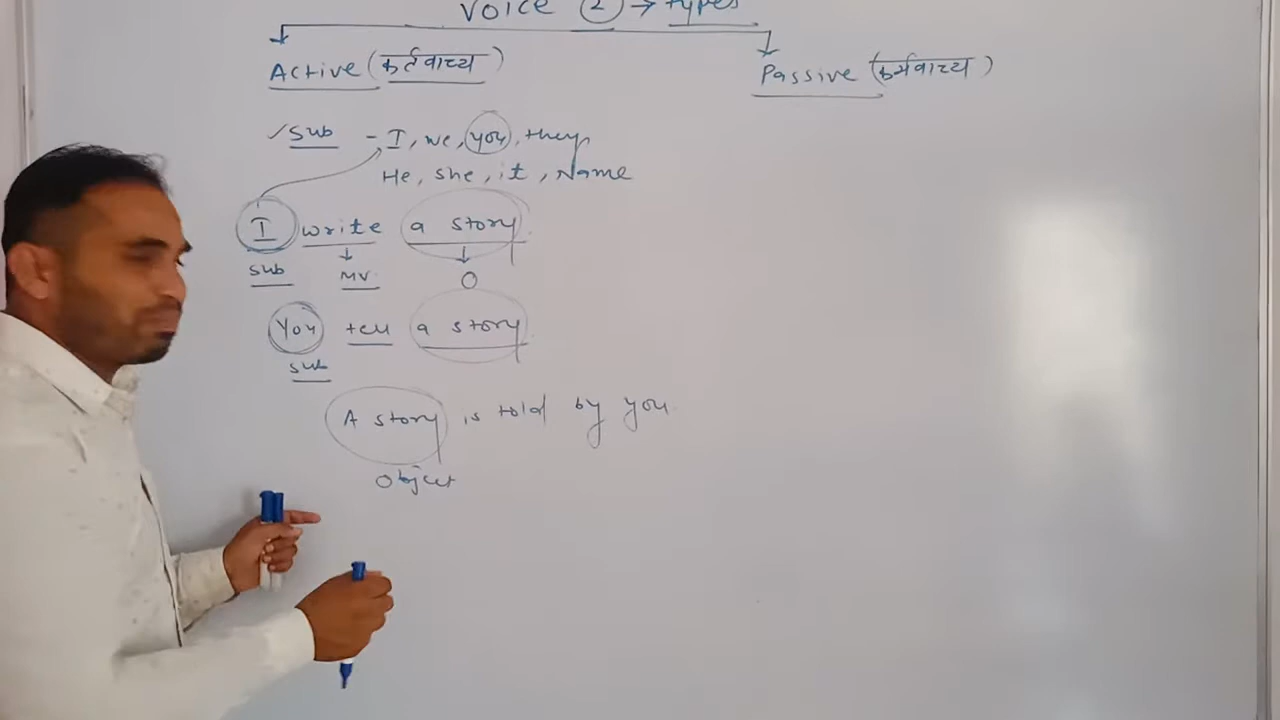 Voice ② → types
Active (कर्तवाच्य)
Passive (कर्मवाच्य)
✓ Sub - I, we, you, they,
He, she, it, Name
I write a story.
Sub ↓ MV ↓ O
You tell a story.
Sub
A story is told by you.
Object